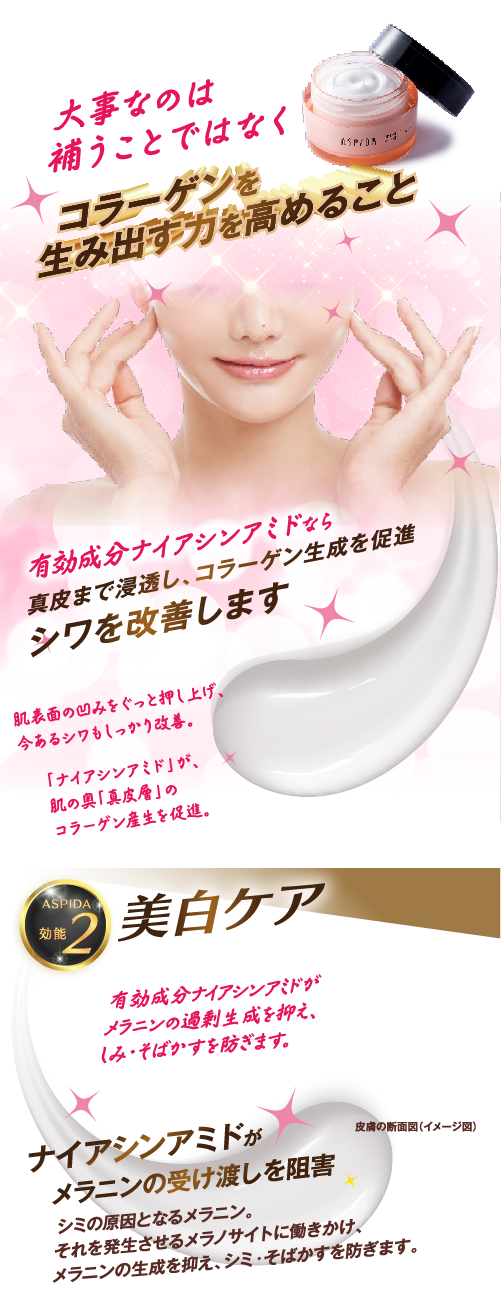 大事なのは
補うことではなく
ASPIDA
コラーゲンを
生み出す力を高めること
有効成分ナイアシンアミドなら
真皮まで浸透し、コラーゲン生成を促進
シワを改善します
肌表面の凹みをぐっと押し上げ、
今あるシワもしっかり改善。
「ナイアシンアミド」が、
肌の奥「真皮層」の
コラーゲン産生を促進。
ASPIDA
効能2
美白ケア
有効成分ナイアシンアミドが
メラニンの過剰生成を抑え、
しみ・そばかすを防ぎます。
皮膚の断面図（イメージ図）
ナイアシンアミドが
メラニンの受け渡しを阻害
シミの原因となるメラニン。
それを発生させるメラノサイトに働きかけ、
メラニンの生成を抑え、シミ・そばかすを防ぎます。